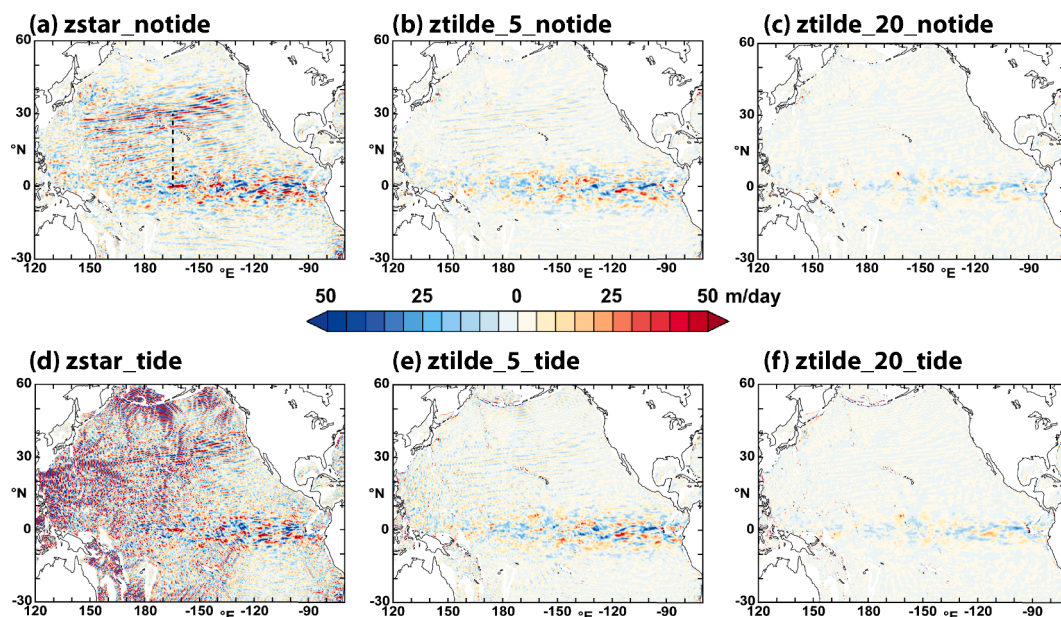 (a) zstar_notide (b) ztilde_5_notide (c) ztilde_20_notide
60 60 60
30 30 30
°N °N °N
0 0 0
-30 -30 -30
120 150 180 -150 -120 -90 120 150 180 -150 -120 -90 120 150 180 -150 -120 -90
°E °E °E
50 25 0 25 50 m/day
(d) zstar_tide (e) ztilde_5_tide (f) ztilde_20_tide
60 60 60
30 30 30
°N °N °N
0 0 0
-30 -30 -30
120 150 180 -150 -120 -90 120 150 180 -150 -120 -90 120 150 180 -150 -120 -90
°E °E °E